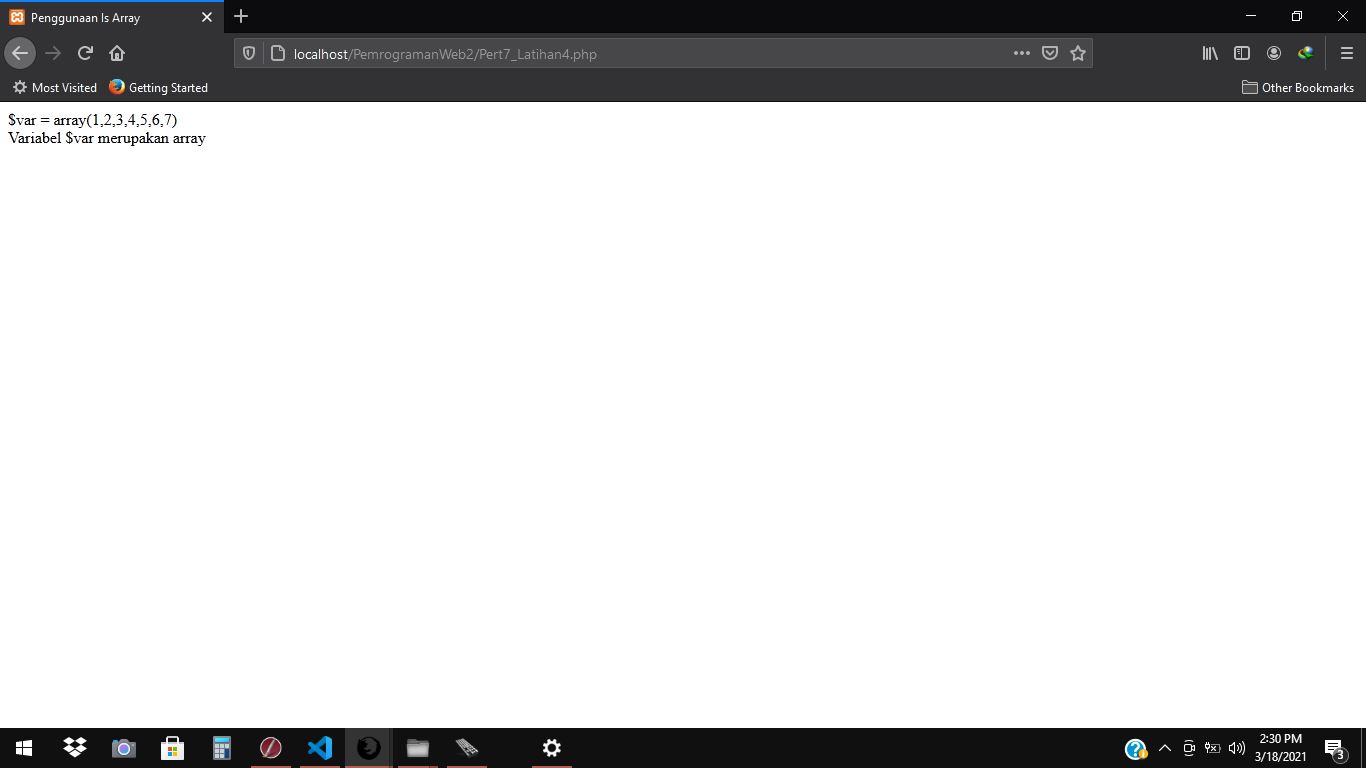 Penggunaan Is Array
localhost/PemrogramanWeb2/Pert7_Latihan4.php
Most Visited
Getting Started
Other Bookmarks
$var = array(1,2,3,4,5,6,7)
Variabel $var merupakan array
2:30 PM
3/18/2021
3